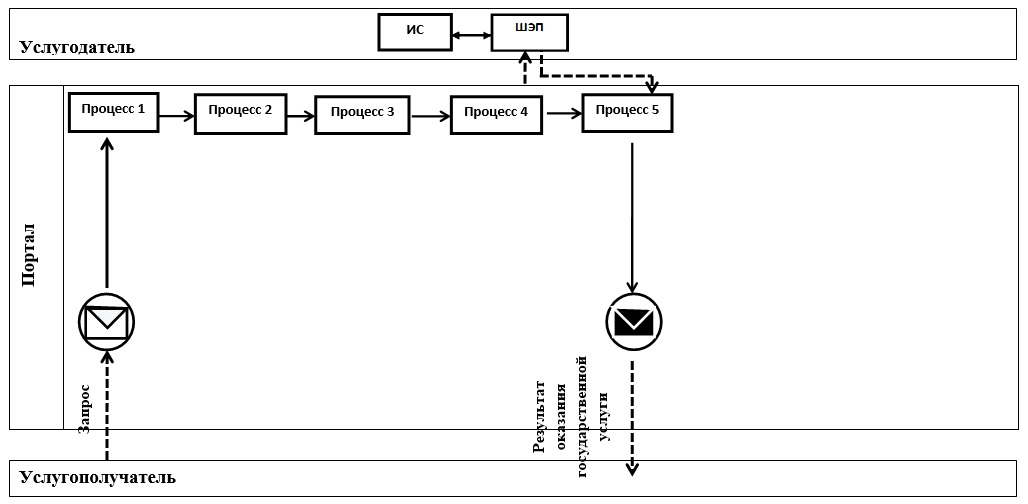 ИС
ШЭП
Услугодатель
Процесс 1
Процесс 2
Процесс 3
Процесс 4
Процесс 5
Портал
Запрос
Результат
оказания
государственной
услуги
Услугополучатель